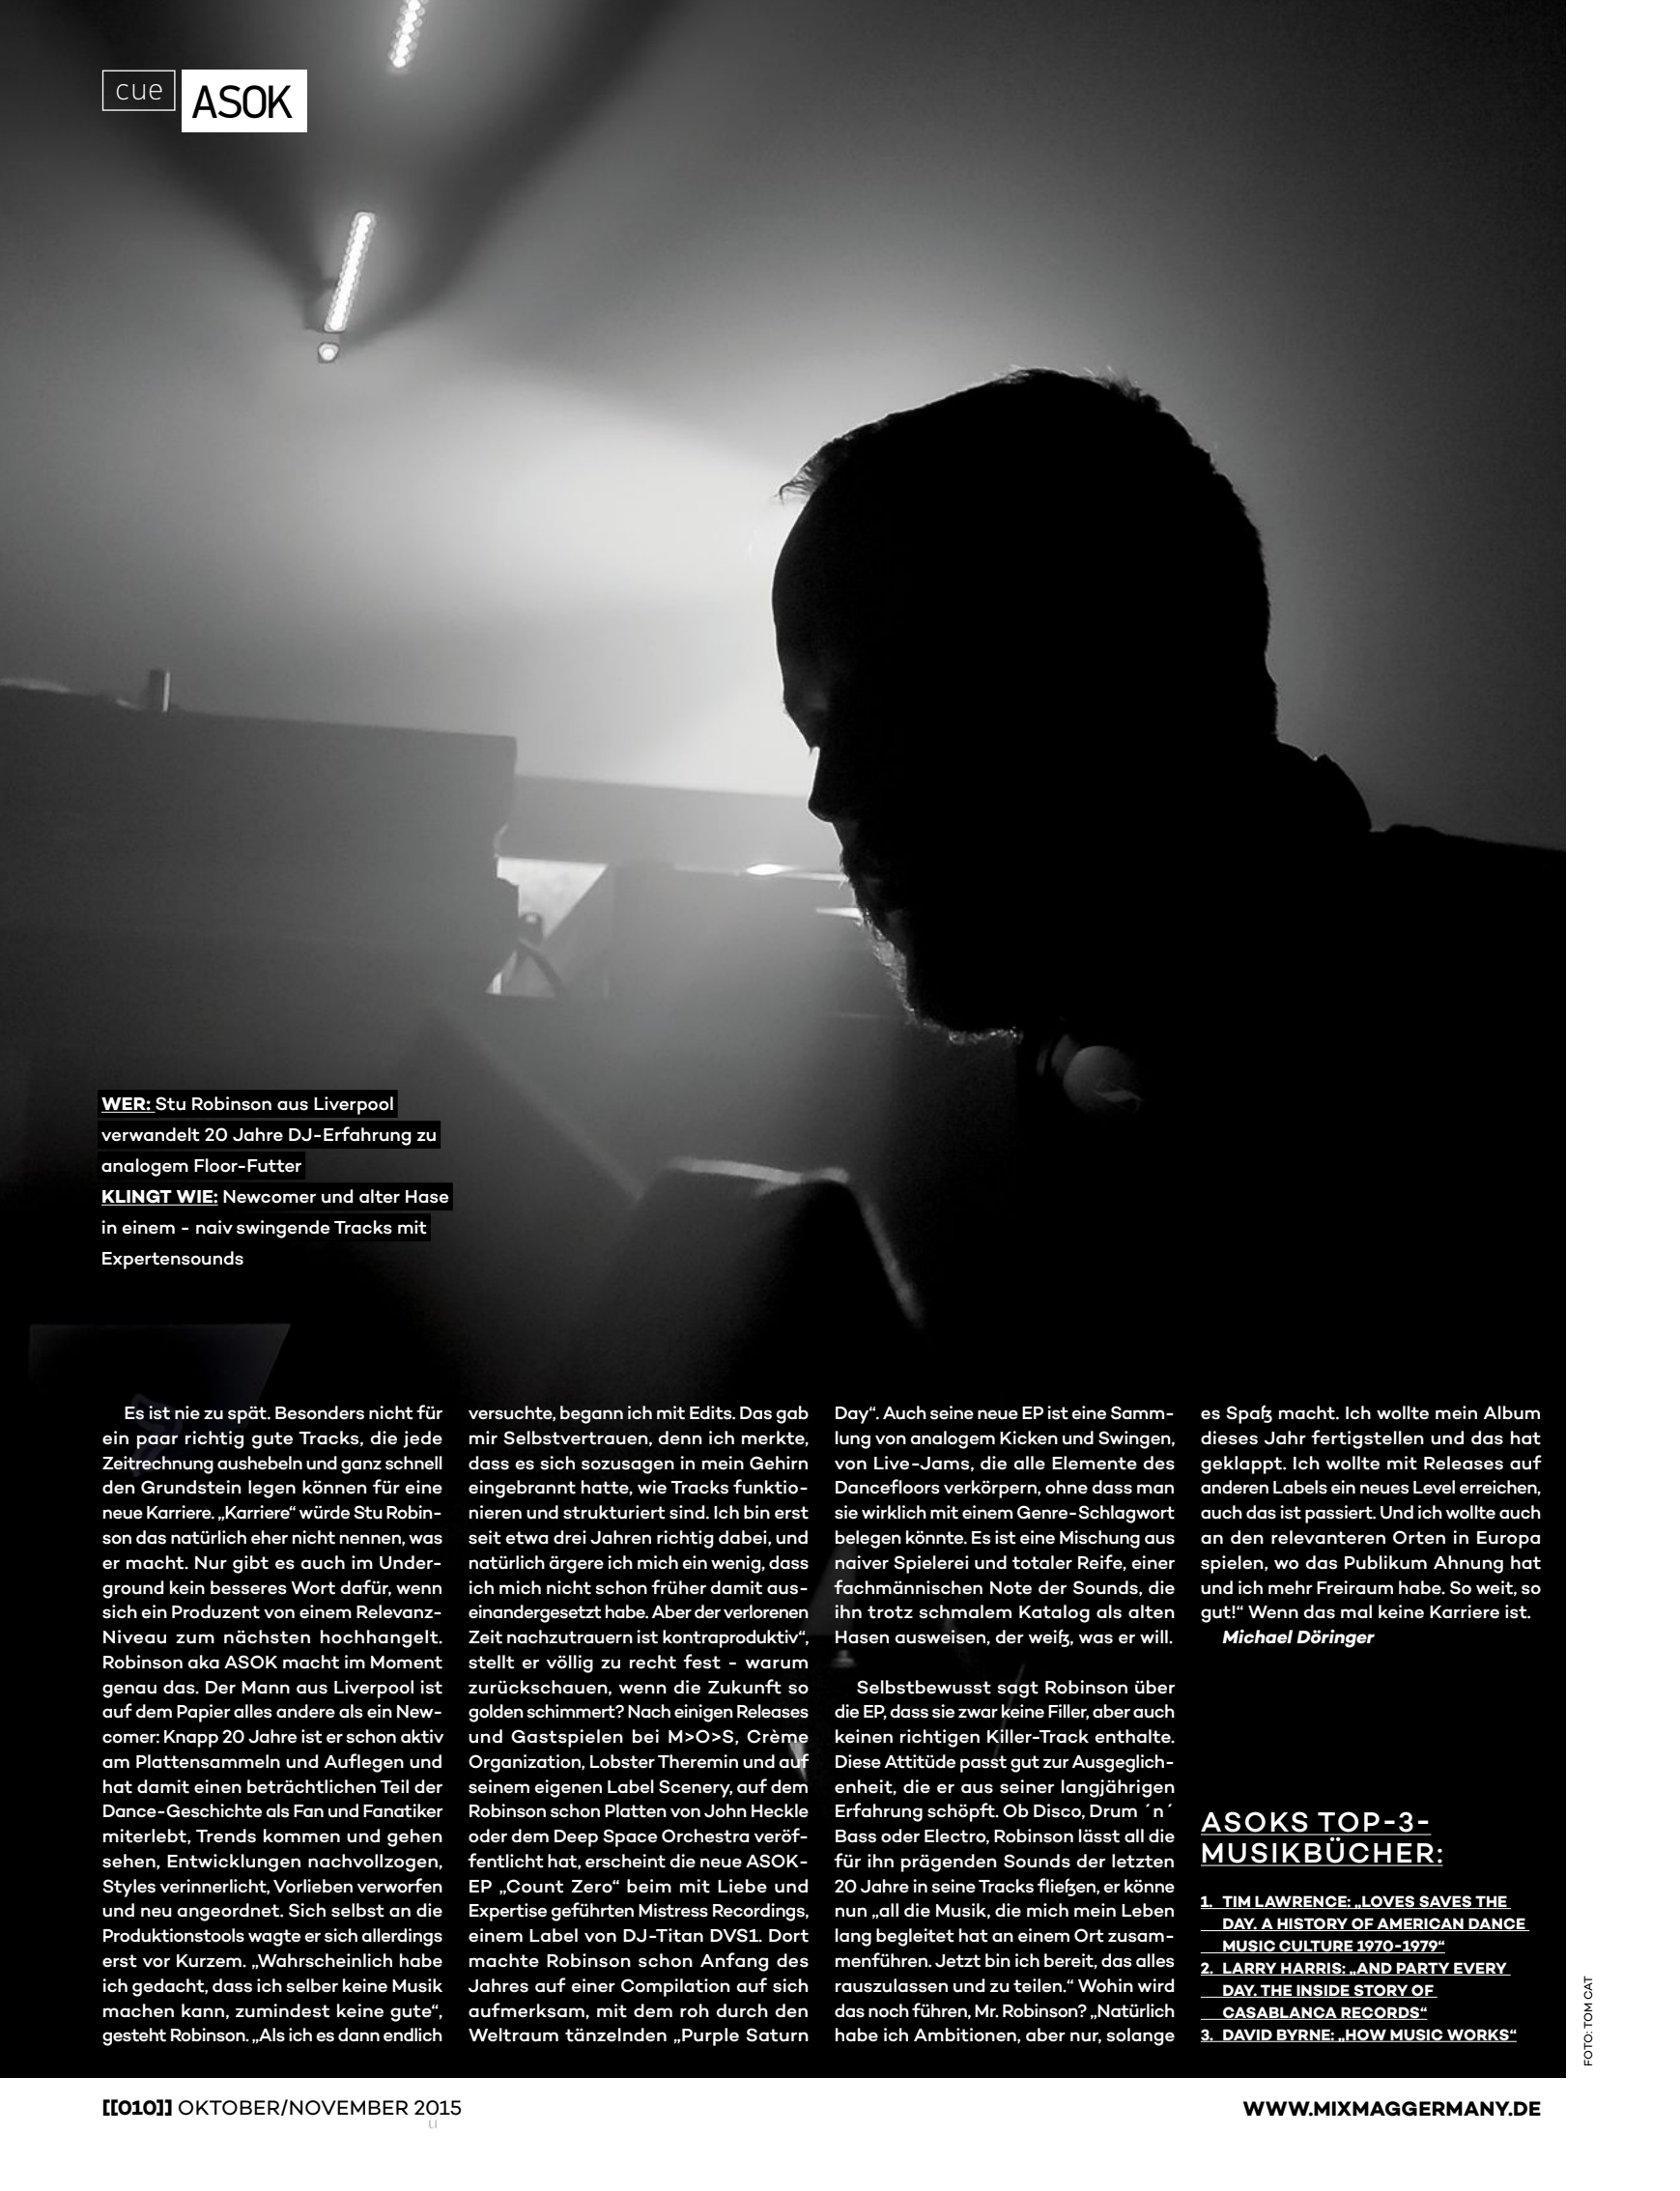 cue ASOK
WER: Stu Robinson aus Liverpool
verwandelt 20 Jahre DJ-Erfahrung zu
analogem Floor-Futter
KLINGT WIE: Newcomer und alter Hase
in einem - naiv swingende Tracks mit
Expertensounds
Es ist nie zu spät. Besonders nicht für
ein paar richtig gute Tracks, die jede
Zeitrechnung aushebeln und ganz schnell
den Grundstein legen können für eine
neue Karriere. „Karriere“ würde Stu Robin-
son das natürlich eher nicht nennen, was
er macht. Nur gibt es auch im Under-
ground kein besseres Wort dafür, wenn
sich ein Produzent von einem Relevanz-
Niveau zum nächsten hochhangelt.
Robinson aka ASOK macht im Moment
genau das. Der Mann aus Liverpool ist
auf dem Papier alles andere als ein New-
comer: Knapp 20 Jahre ist er schon aktiv
am Plattensammeln und Auflegen und
hat damit einen beträchtlichen Teil der
Dance-Geschichte als Fan und Fanatiker
miterlebt, Trends kommen und gehen
sehen, Entwicklungen nachvollzogen,
Styles verinnerlicht, Vorlieben verworfen
und neu angeordnet. Sich selbst an die
Produktionstools wagte er sich allerdings
erst vor Kurzem. „Wahrscheinlich habe
ich gedacht, dass ich selber keine Musik
machen kann, zumindest keine gute“,
gesteht Robinson. „Als ich es dann endlich
versuchte, begann ich mit Edits. Das gab
mir Selbstvertrauen, denn ich merkte,
dass es sich sozusagen in mein Gehirn
eingebrannt hatte, wie Tracks funktio-
nieren und strukturiert sind. Ich bin erst
seit etwa drei Jahren richtig dabei, und
natürlich ärgere ich mich ein wenig, dass
ich mich nicht schon früher damit aus-
einandergesetzt habe. Aber der verlorenen
Zeit nachzutrauern ist kontraproduktiv“,
stellt er völlig zu recht fest - warum
zurückschauen, wenn die Zukunft so
golden schimmert? Nach einigen Releases
und Gastspielen bei M>O>S, Crème
Organization, Lobster Theremin und auf
seinem eigenen Label Scenery, auf dem
Robinson schon Platten von John Heckle
oder dem Deep Space Orchestra veröf-
fentlicht hat, erscheint die neue ASOK-
EP „Count Zero“ beim mit Liebe und
Expertise geführten Mistress Recordings,
einem Label von DJ-Titan DVS1. Dort
machte Robinson schon Anfang des
Jahres auf einer Compilation auf sich
aufmerksam, mit dem roh durch den
Weltraum tänzelnden „Purple Saturn
Day“. Auch seine neue EP ist eine Samm-
lung von analogem Kicken und Swingen,
von Live-Jams, die alle Elemente des
Dancefloors verkörpern, ohne dass man
sie wirklich mit einem Genre-Schlagwort
belegen könnte. Es ist eine Mischung aus
naiver Spielerei und totaler Reife, einer
fachmännischen Note der Sounds, die
ihn trotz schmalem Katalog als alten
Hasen ausweisen, der weiß, was er will.
Selbstbewusst sagt Robinson über
die EP, dass sie zwar keine Filler, aber auch
keinen richtigen Killer-Track enthalte.
Diese Attitüde passt gut zur Ausgeglich-
enheit, die er aus seiner langjährigen
Erfahrung schöpft. Ob Disco, Drum ´n´
Bass oder Electro, Robinson lässt all die
für ihn prägenden Sounds der letzten
20 Jahre in seine Tracks fließen, er könne
nun „all die Musik, die mich mein Leben
lang begleitet hat an einem Ort zusam-
menführen. Jetzt bin ich bereit, das alles
rauszulassen und zu teilen.“ Wohin wird
das noch führen, Mr. Robinson? „Natürlich
habe ich Ambitionen, aber nur, solange
es Spaß macht. Ich wollte mein Album
dieses Jahr fertigstellen und das hat
geklappt. Ich wollte mit Releases auf
anderen Labels ein neues Level erreichen,
auch das ist passiert. Und ich wollte auch
an den relevanteren Orten in Europa
spielen, wo das Publikum Ahnung hat
und ich mehr Freiraum habe. So weit, so
gut!“ Wenn das mal keine Karriere ist.
Michael Döringer
ASOKS TOP-3-
MUSIKBÜCHER:
1. TIM LAWRENCE: „LOVES SAVES THE
DAY. A HISTORY OF AMERICAN DANCE
MUSIC CULTURE 1970-1979“
2. LARRY HARRIS: „AND PARTY EVERY
DAY. THE INSIDE STORY OF
CASABLANCA RECORDS“
3. DAVID BYRNE: „HOW MUSIC WORKS“
FOTO: TOM CAT
[[010]] OKTOBER/NOVEMBER 2015
WWW.MIXMAGGERMANY.DE